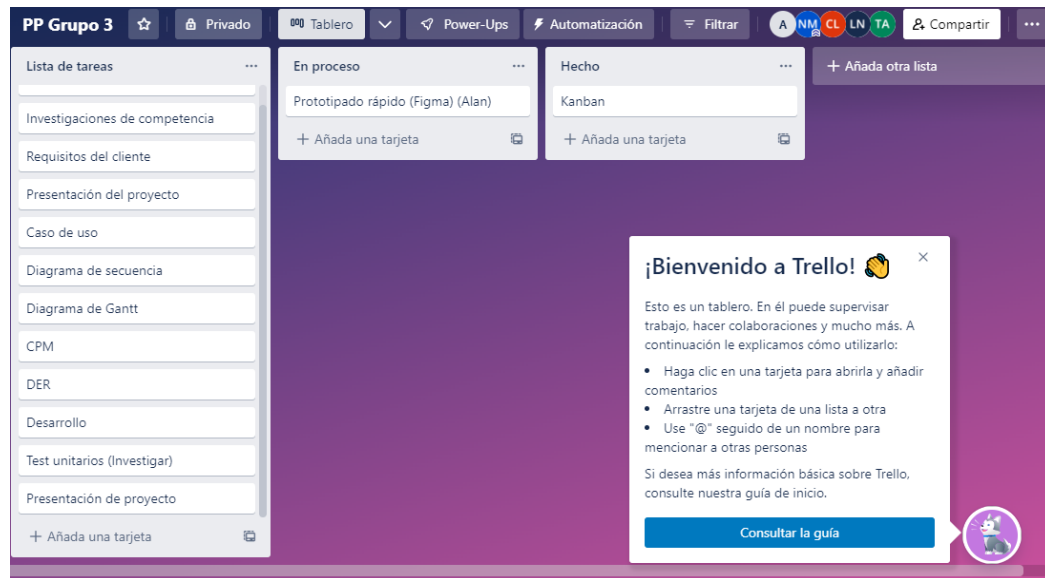 PP Grupo 3
Privado
Tablero
Power-Ups
Automatización
Filtrar
A
NM
CL
LN
TA
Compartir
Lista de tareas
Investigaciones de competencia
Requisitos del cliente
Presentación del proyecto
Caso de uso
Diagrama de secuencia
Diagrama de Gantt
CPM
DER
Desarrollo
Test unitarios (Investigar)
Presentación de proyecto
+ Añada una tarjeta
En proceso
Prototipado rápido (Figma) (Alan)
+ Añada una tarjeta
Hecho
Kanban
+ Añada una tarjeta
+ Añada otra lista
¡Bienvenido a Trello! 👋
Esto es un tablero. En él puede supervisar
trabajo, hacer colaboraciones y mucho más. A
continuación le explicamos cómo utilizarlo:
• Haga clic en una tarjeta para abrirla y añadir
comentarios
• Arrastre una tarjeta de una lista a otra
• Use "@" seguido de un nombre para
mencionar a otras personas
Si desea más información básica sobre Trello,
consulte nuestra guía de inicio.
Consultar la guía